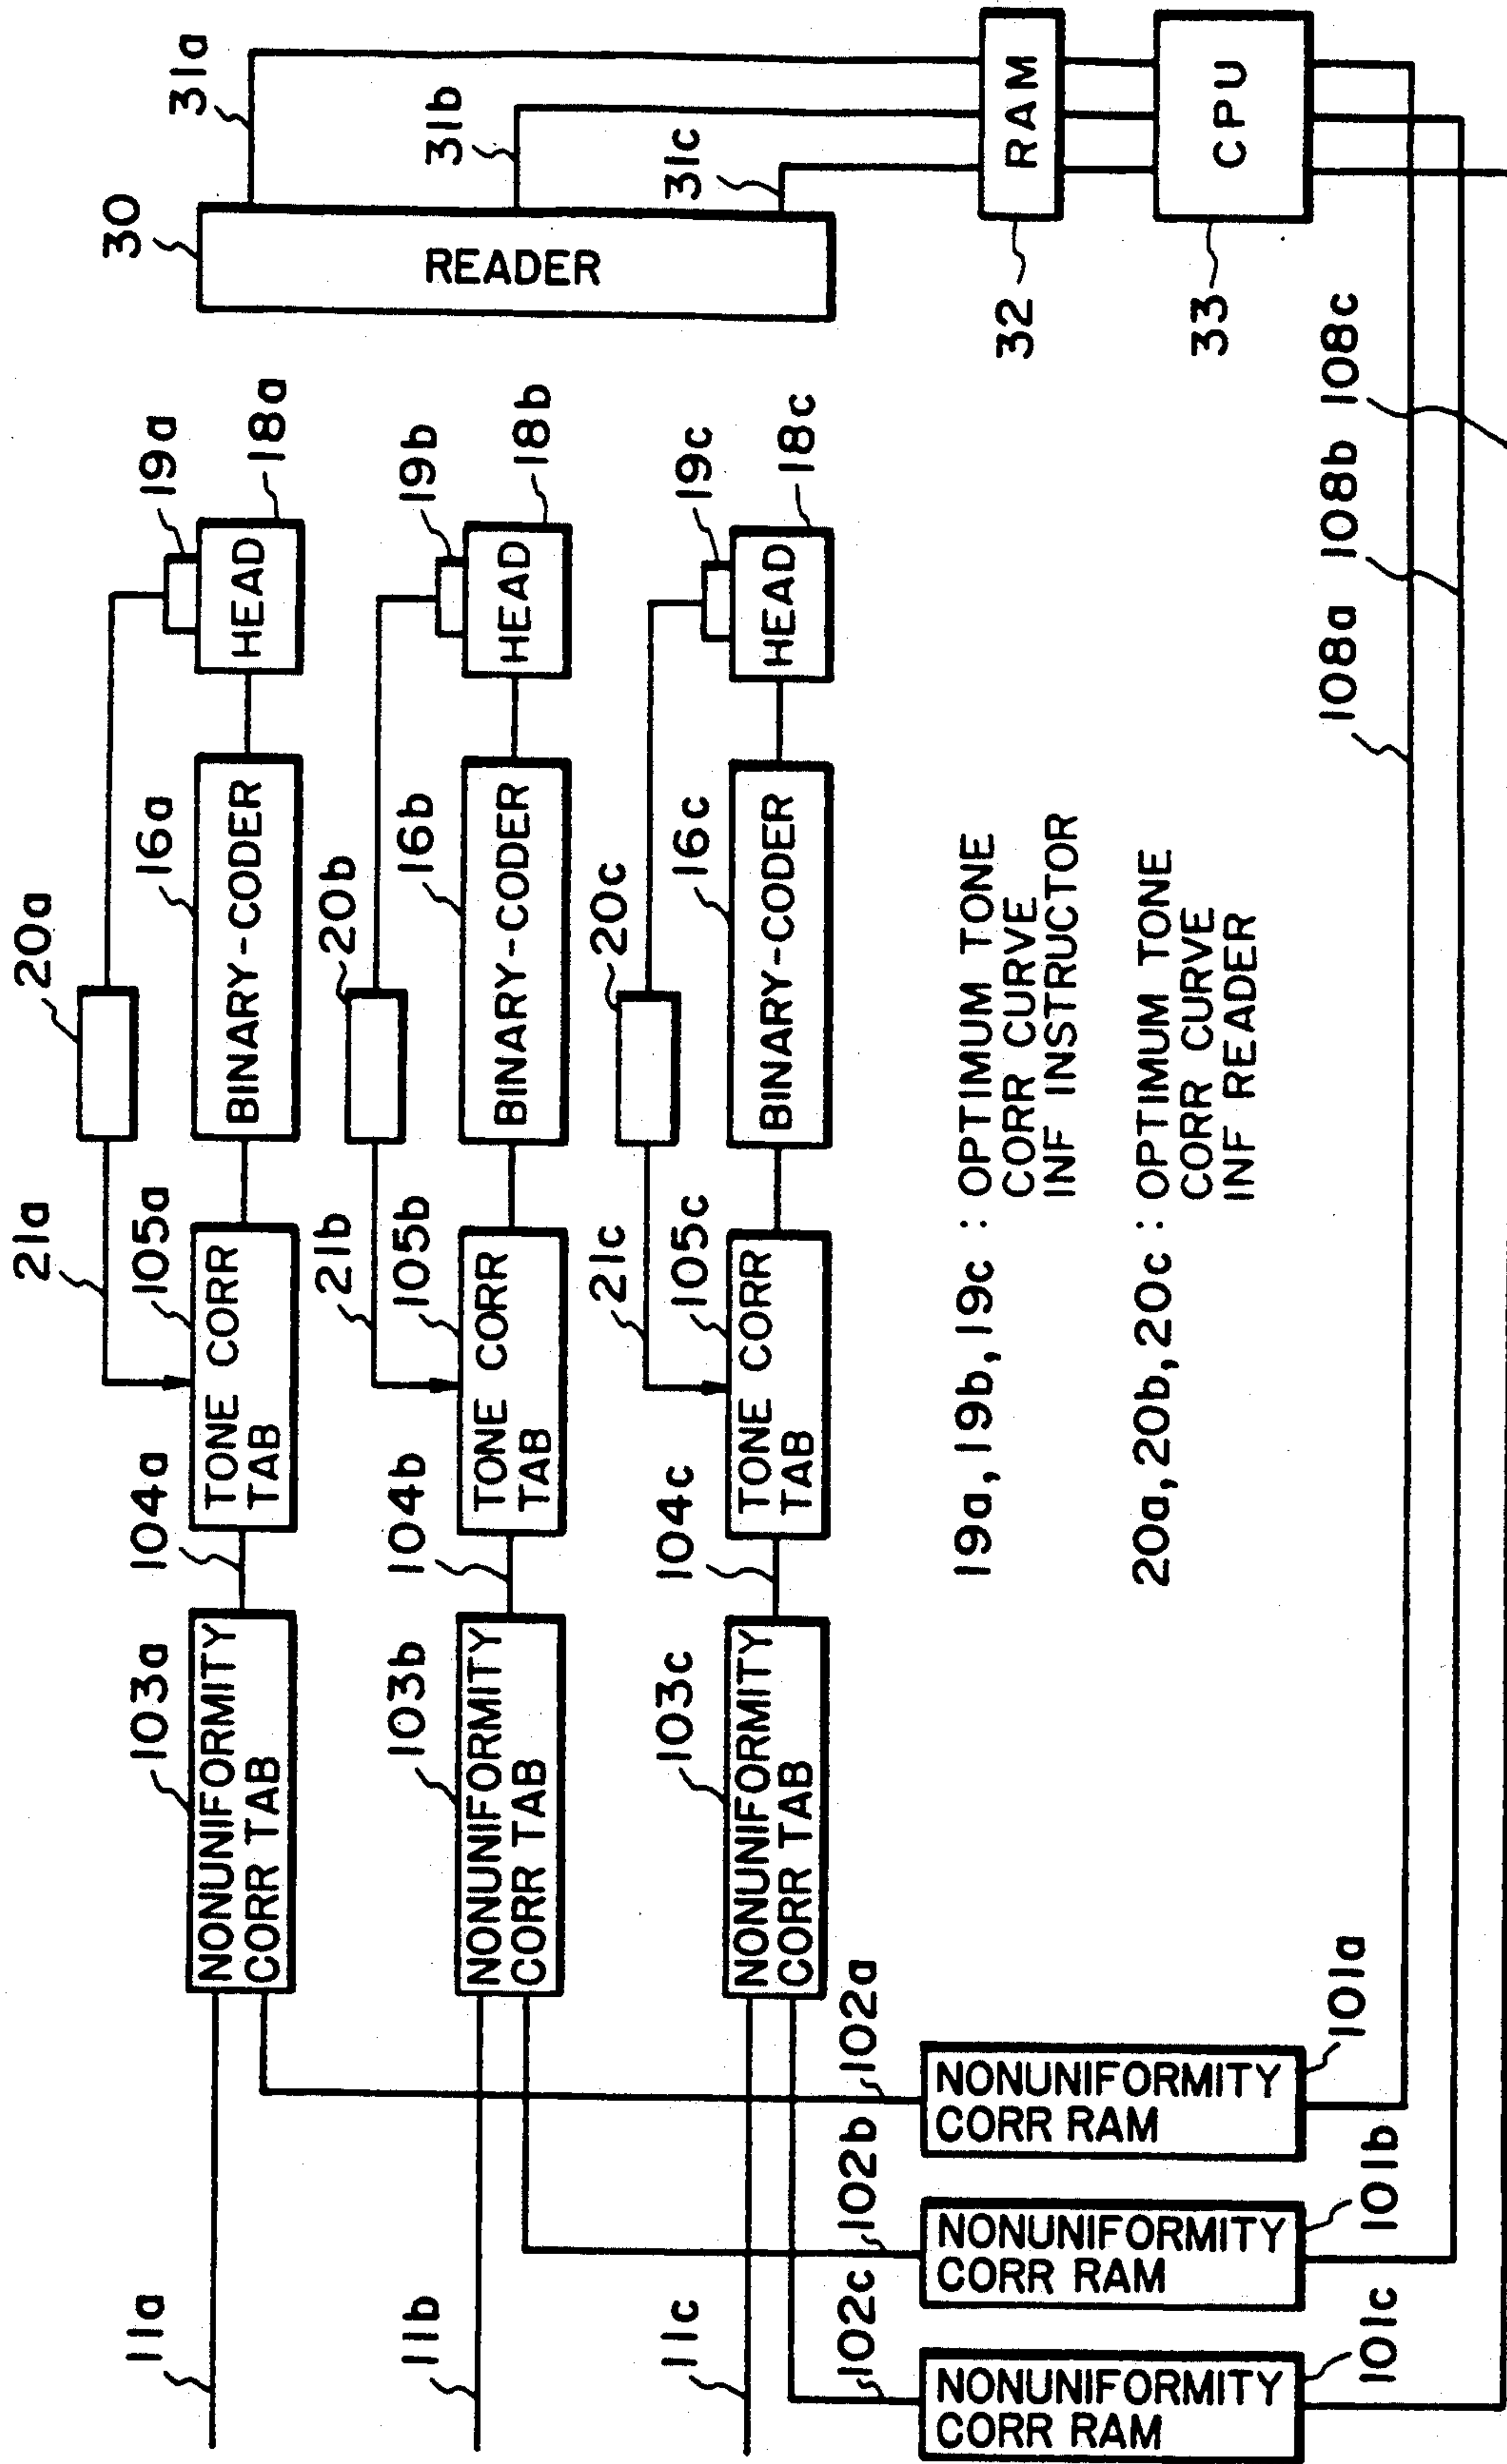 20a
19a
18a
30
31a
21a
105a
16a
104a
103a
11a
NONUNIFORMITY
CORR TAB
TONE CORR
TAB
BINARY-CODER
HEAD
READER
20b
19b
18b
31b
21b
105b
16b
104b
103b
11b
NONUNIFORMITY
CORR TAB
TONE CORR
TAB
BINARY-CODER
HEAD
20c
19c
18c
31c
21c
105c
16c
104c
103c
11c
NONUNIFORMITY
CORR TAB
TONE CORR
TAB
BINARY-CODER
HEAD
102c
102b
102a
NONUNIFORMITY
CORR RAM
101a
NONUNIFORMITY
CORR RAM
101b
NONUNIFORMITY
CORR RAM
101c
19a, 19b, 19c : OPTIMUM TONE
CORR CURVE
INF INSTRUCTOR
20a, 20b, 20c : OPTIMUM TONE
CORR CURVE
INF READER
RAM
32
CPU
33
108a
108b
108c